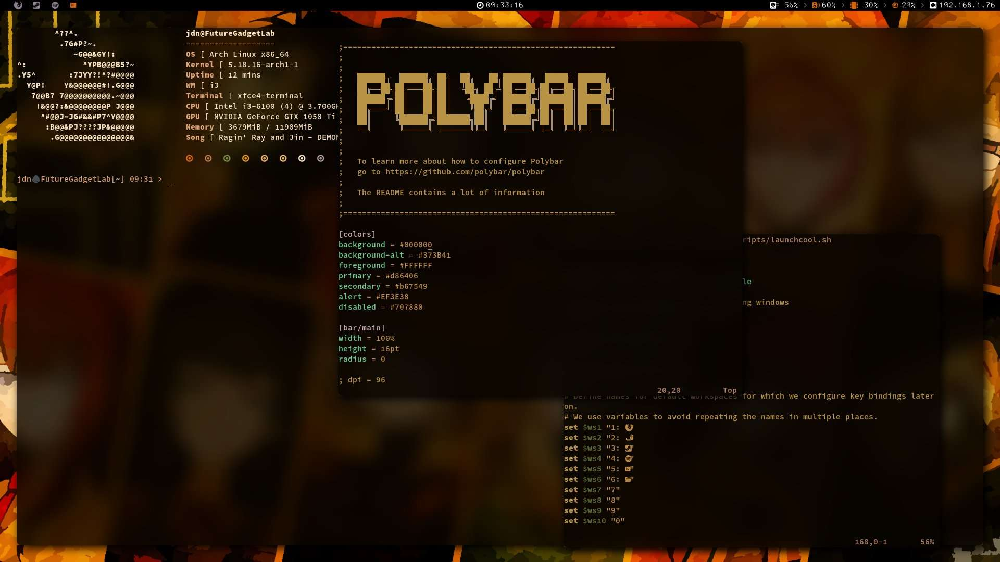 09:33:16
56% > 60% > 30% > 29% > 192.168.1.76
^??^.
.7G#P?~.
~G@@&GY!:
^: ^YPB@@@B5?~
.Y5^ :7JYY?!^?#@@@@
Y@P! Y&@@@@@@#!.G@@@
7@@B7 7@@@@@@@@@@.~@@@
!&@@?:&@@@@@@@@P J@@@
^#@@J~JG#&&#P7^Y@@@@
:B@@&PJ????JP&@@@@@
.G@@@@@@@@@@@@@@@&
jdn@FutureGadgetLab
-------------------
OS [ Arch Linux x86_64
Kernel [ 5.18.16-arch1-1
Uptime [ 12 mins
WM [ i3
Terminal [ xfce4-terminal
CPU [ Intel i3-6100 (4) @ 3.700GH
GPU [ NVIDIA GeForce GTX 1050 Ti
Memory [ 3679MiB / 11909MiB
Song [ Ragin' Ray and Jin - DEMON
jdn♠FutureGadgetLab[~] 09:31 > _
;==========================================================
;
;
; POLYBAR
;
;
;
;
;
;
;
; To learn more about how to configure Polybar
; go to https://github.com/polybar/polybar
;
; The README contains a lot of information
;
;==========================================================
[colors]
background = #000000
background-alt = #373B41
foreground = #FFFFFF
primary = #d86406
secondary = #b67549
alert = #EF3E38
disabled = #707880
[bar/main]
width = 100%
height = 16pt
radius = 0
; dpi = 96
20,20 Top
ripts/launchcool.sh
le
ng windows
# Define names for default workspaces for which we configure key bindings later
on.
# We use variables to avoid repeating the names in multiple places.
set $ws1 "1:
set $ws2 "2:
set $ws3 "3: "
set $ws4 "4: "
set $ws5 "5: "
set $ws6 "6: "
set $ws7 "7"
set $ws8 "8"
set $ws9 "9"
set $ws10 "0"
168,0-1 56%